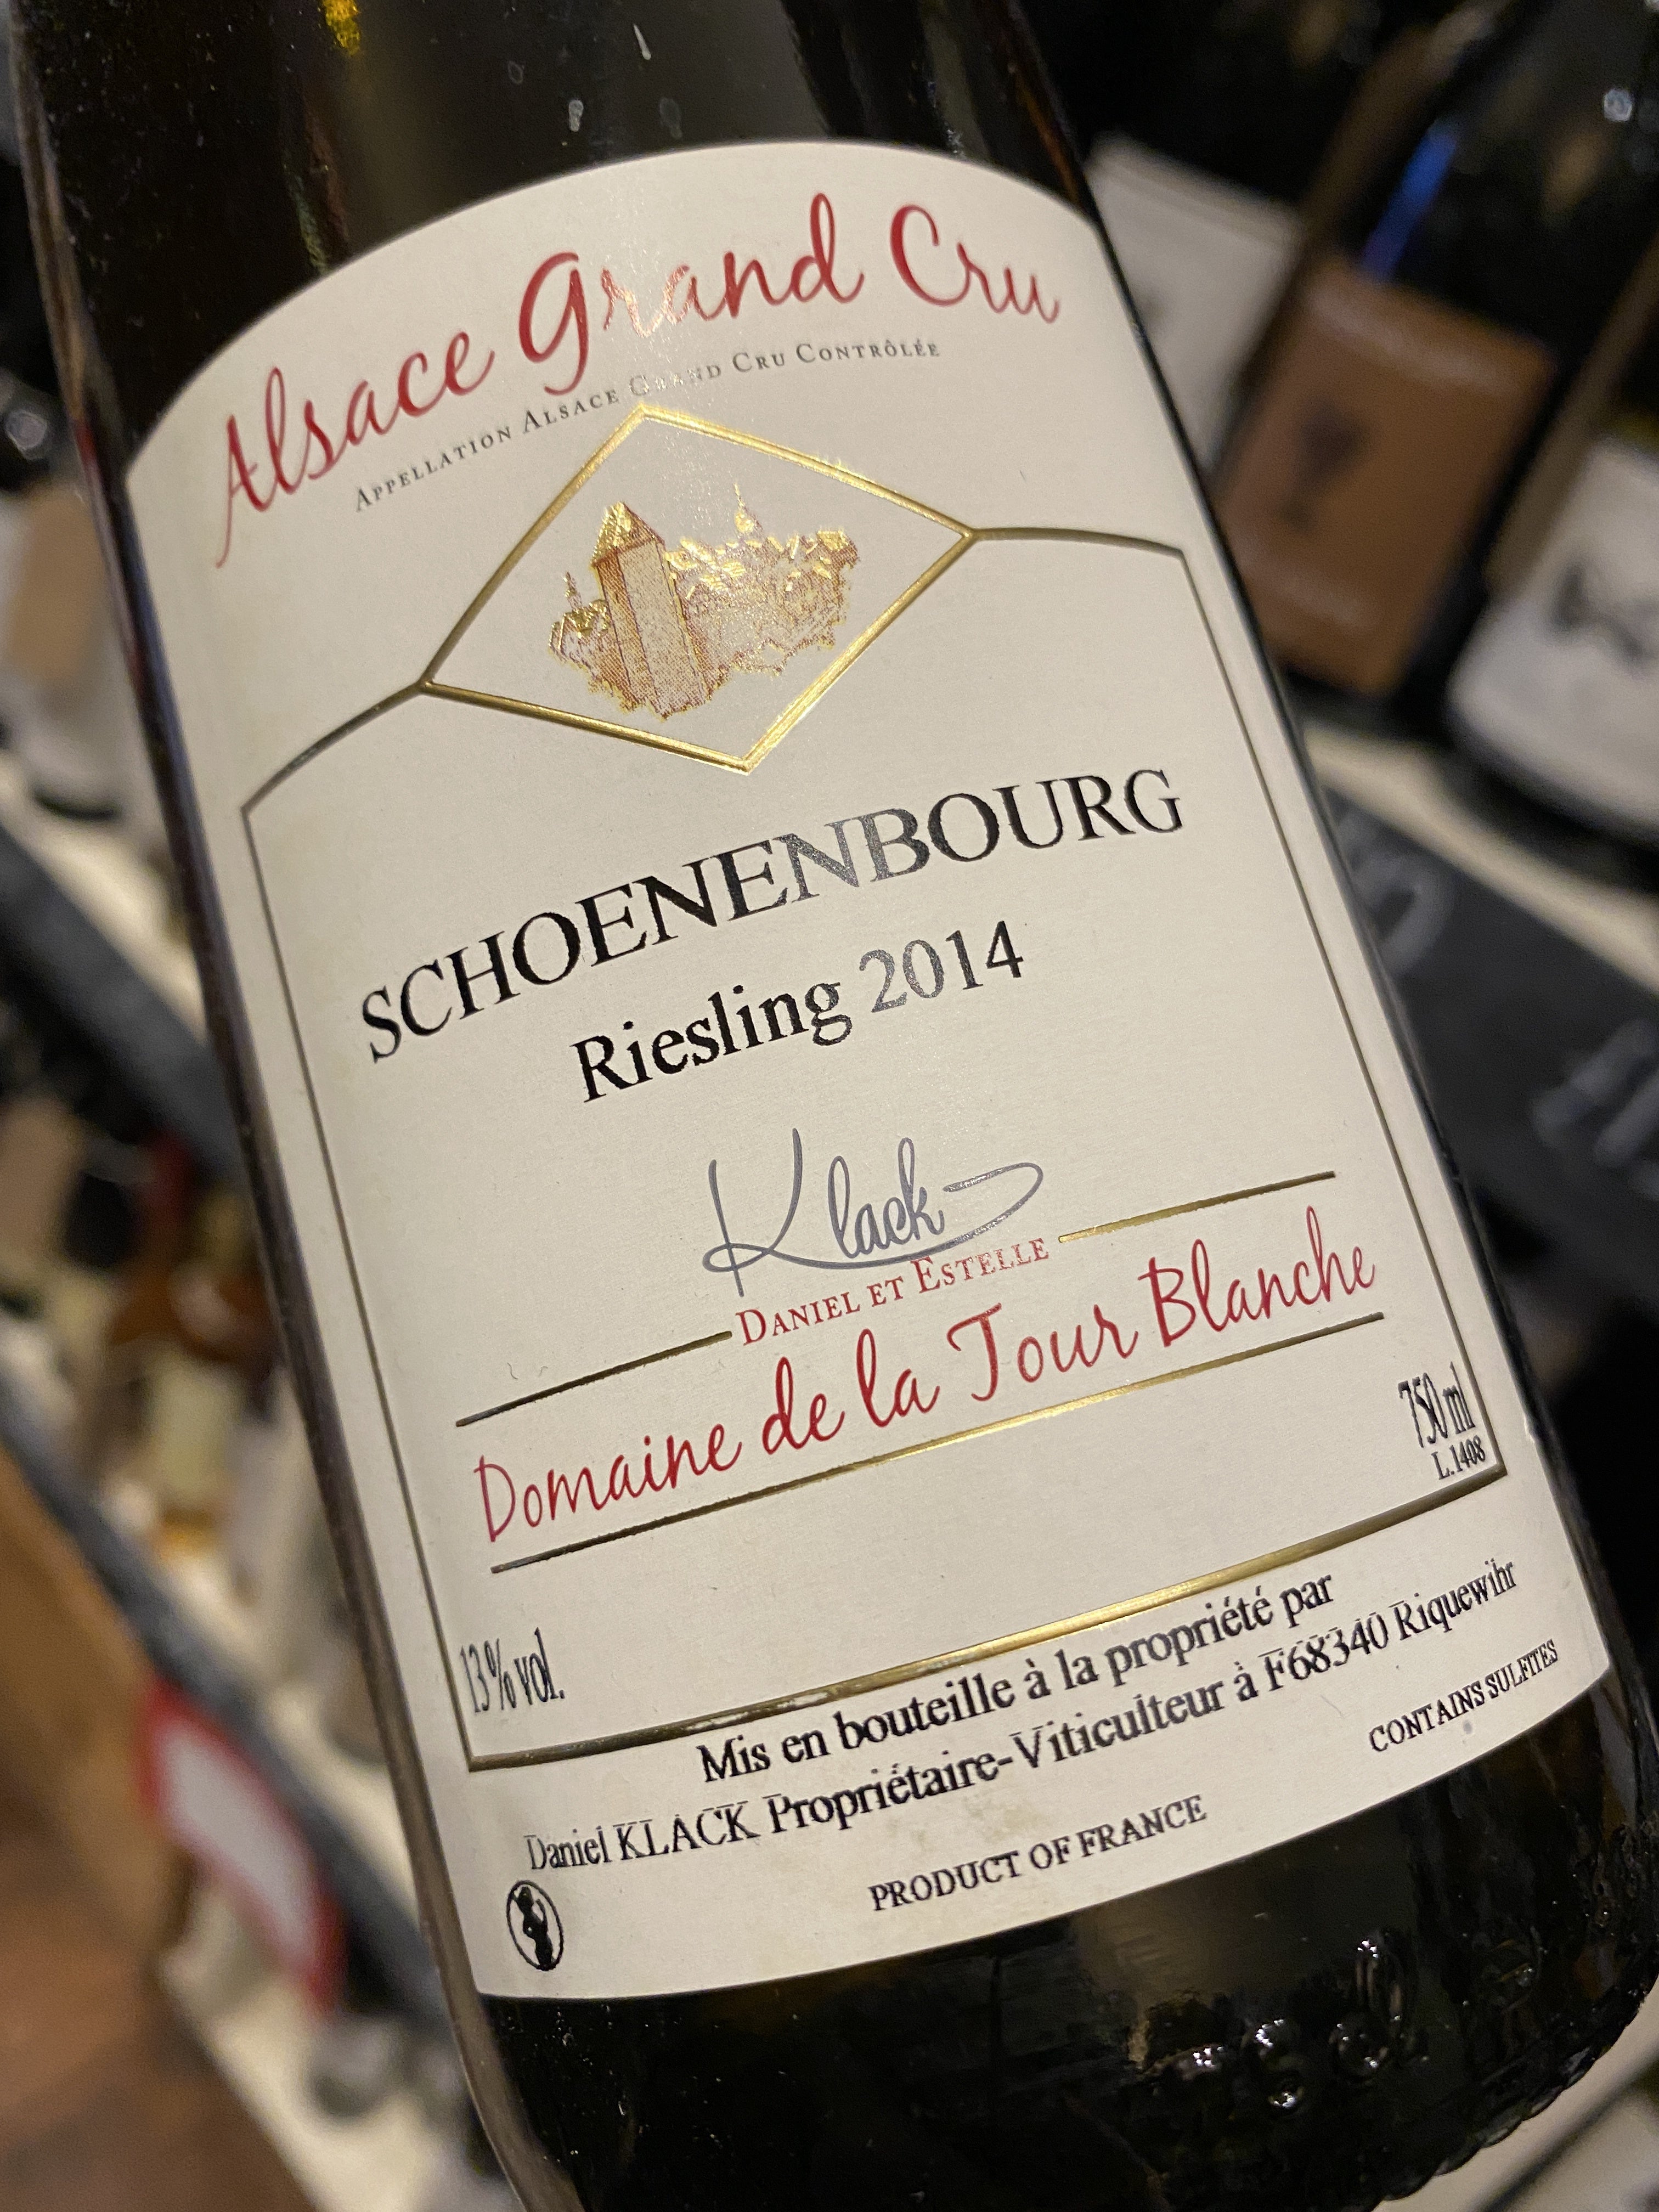 Alsace Grand Cru
APPELLATION ALSACE GRAND CRU CONTRÔLÉE
SCHOENENBOURG
Riesling 2014
Klack
DANIEL ET ESTELLE
Domaine de la Tour Blanche
750 ml
L.1408
13 % vol.
Mis en bouteille à la propriété par
Daniel KLACK Propriétaire-Viticulteur à F68340 Riquewihr
CONTAINS SULFITES
PRODUCT OF FRANCE